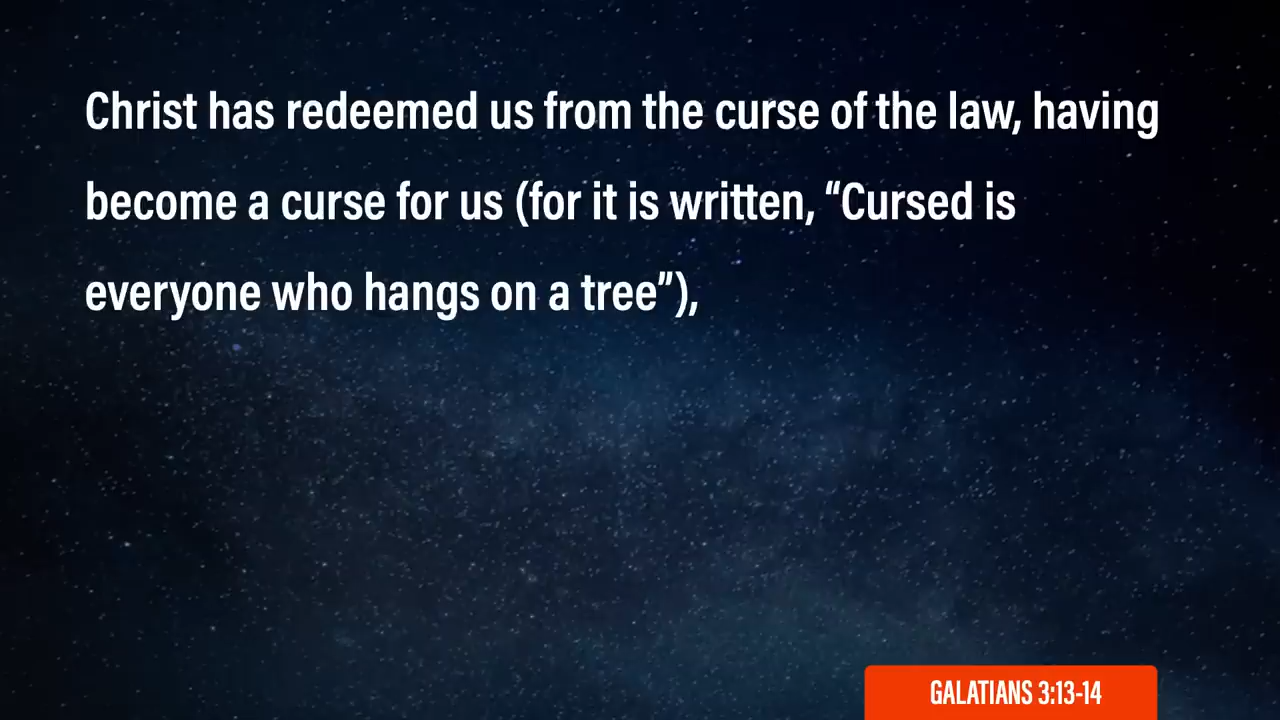 Christ has redeemed us from the curse of the law, having
become a curse for us (for it is written, “Cursed is
everyone who hangs on a tree”),
GALATIANS 3:13-14